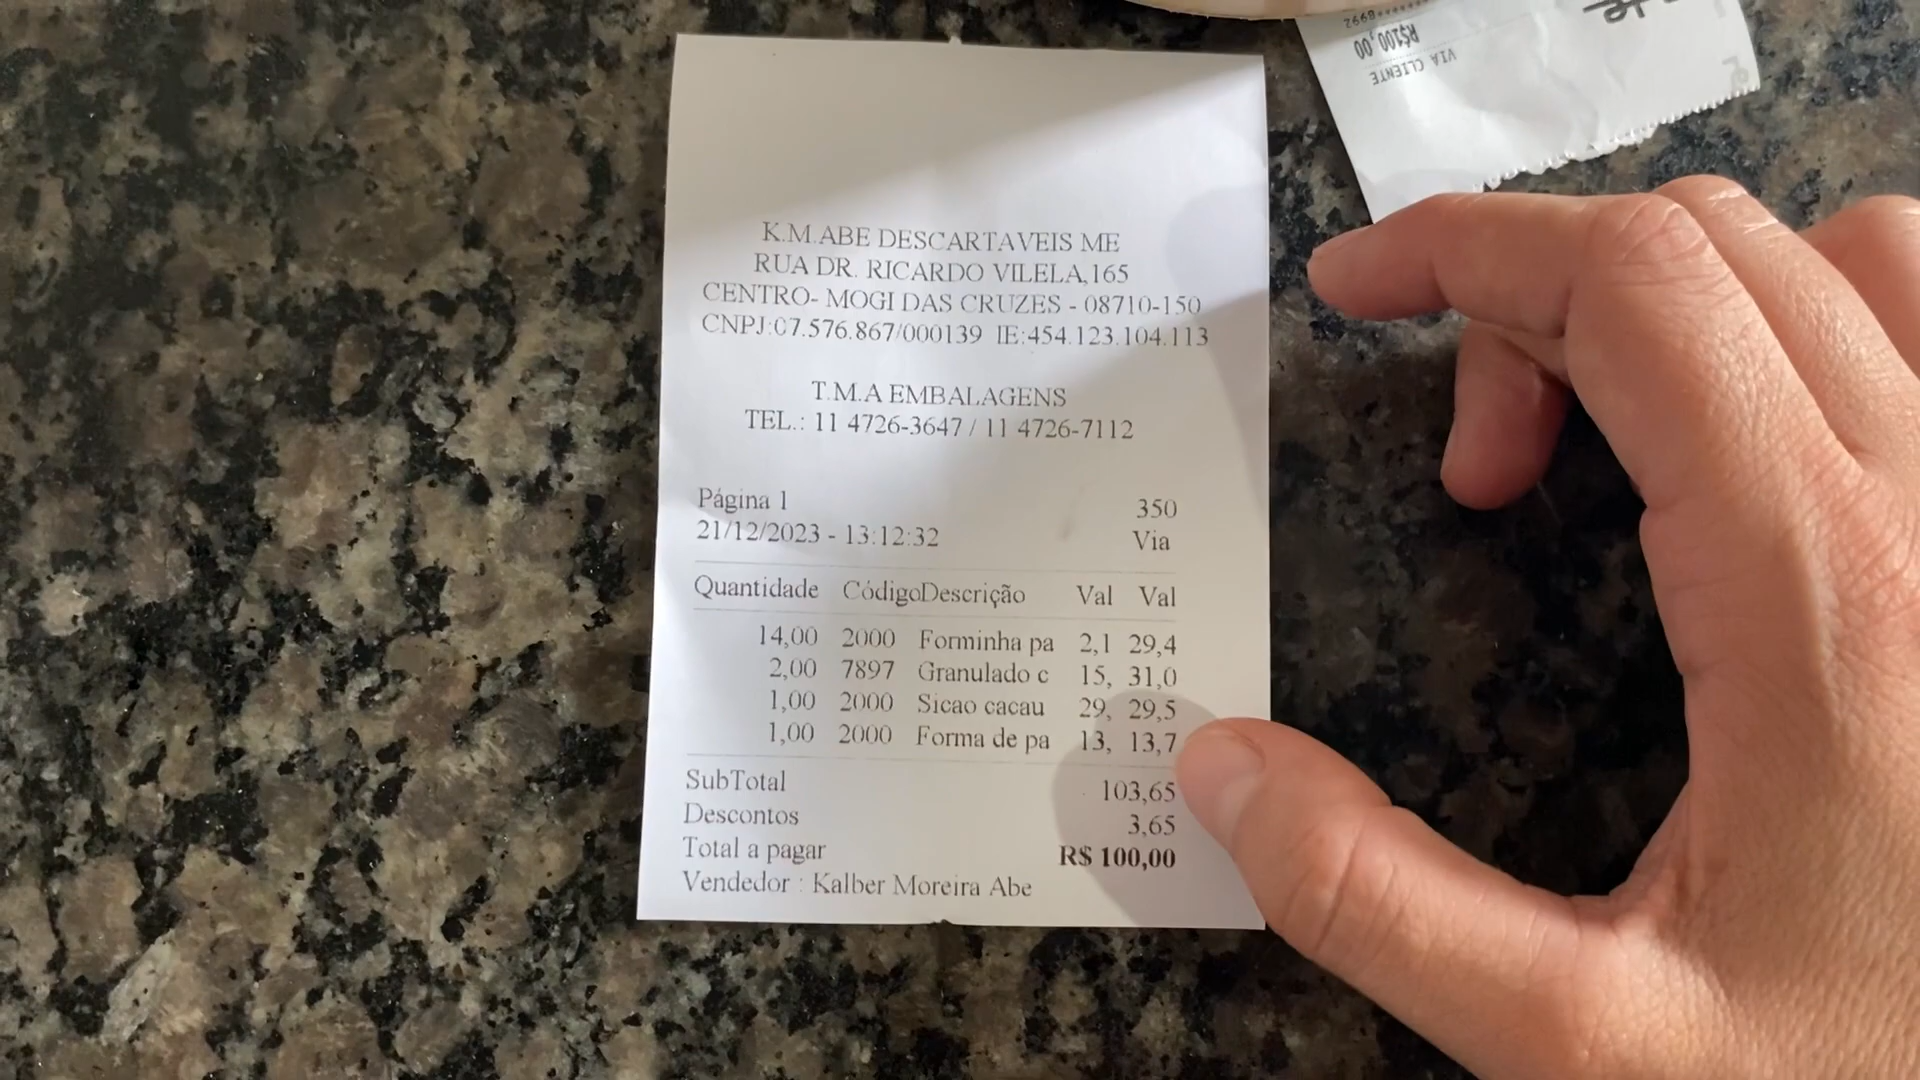 K.M.ABE DESCARTAVEIS ME
RUA DR. RICARDO VILELA,165
CENTRO- MOGI DAS CRUZES - 08710-150
CNPJ:07.576.867/000139 IE:454.123.104.113
T.M.A EMBALAGENS
TEL.: 11 4726-3647 / 11 4726-7112
Página 1 350
21/12/2023 - 13:12:32 Via
Quantidade CódigoDescrição Val Val
14,00 2000 Forminha pa 2,1 29,4
2,00 7897 Granulado c 15, 31,0
1,00 2000 Sicao cacau 29, 29,5
1,00 2000 Forma de pa 13, 13,7
SubTotal 103,65
Descontos 3,65
Total a pagar R$ 100,00
Vendedor : Kalber Moreira Abe
VIA CLIENTE
R$100,00